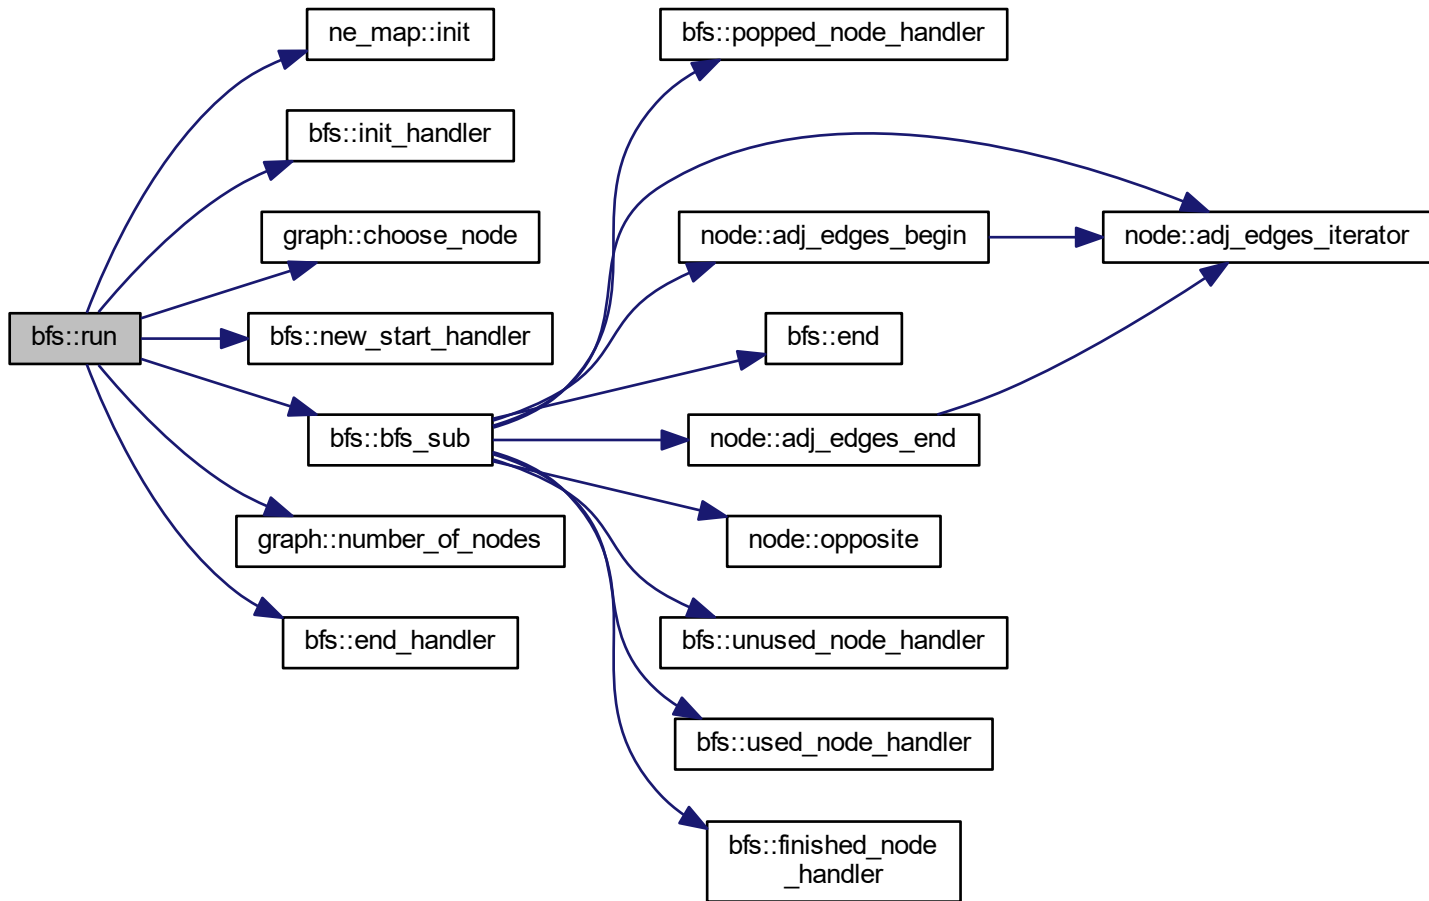 ne_map::init
bfs::popped_node_handler
bfs::init_handler
graph::choose_node
node::adj_edges_begin
node::adj_edges_iterator
bfs::run
bfs::new_start_handler
bfs::end
bfs::bfs_sub
node::adj_edges_end
graph::number_of_nodes
node::opposite
bfs::end_handler
bfs::unused_node_handler
bfs::used_node_handler
bfs::finished_node
_handler